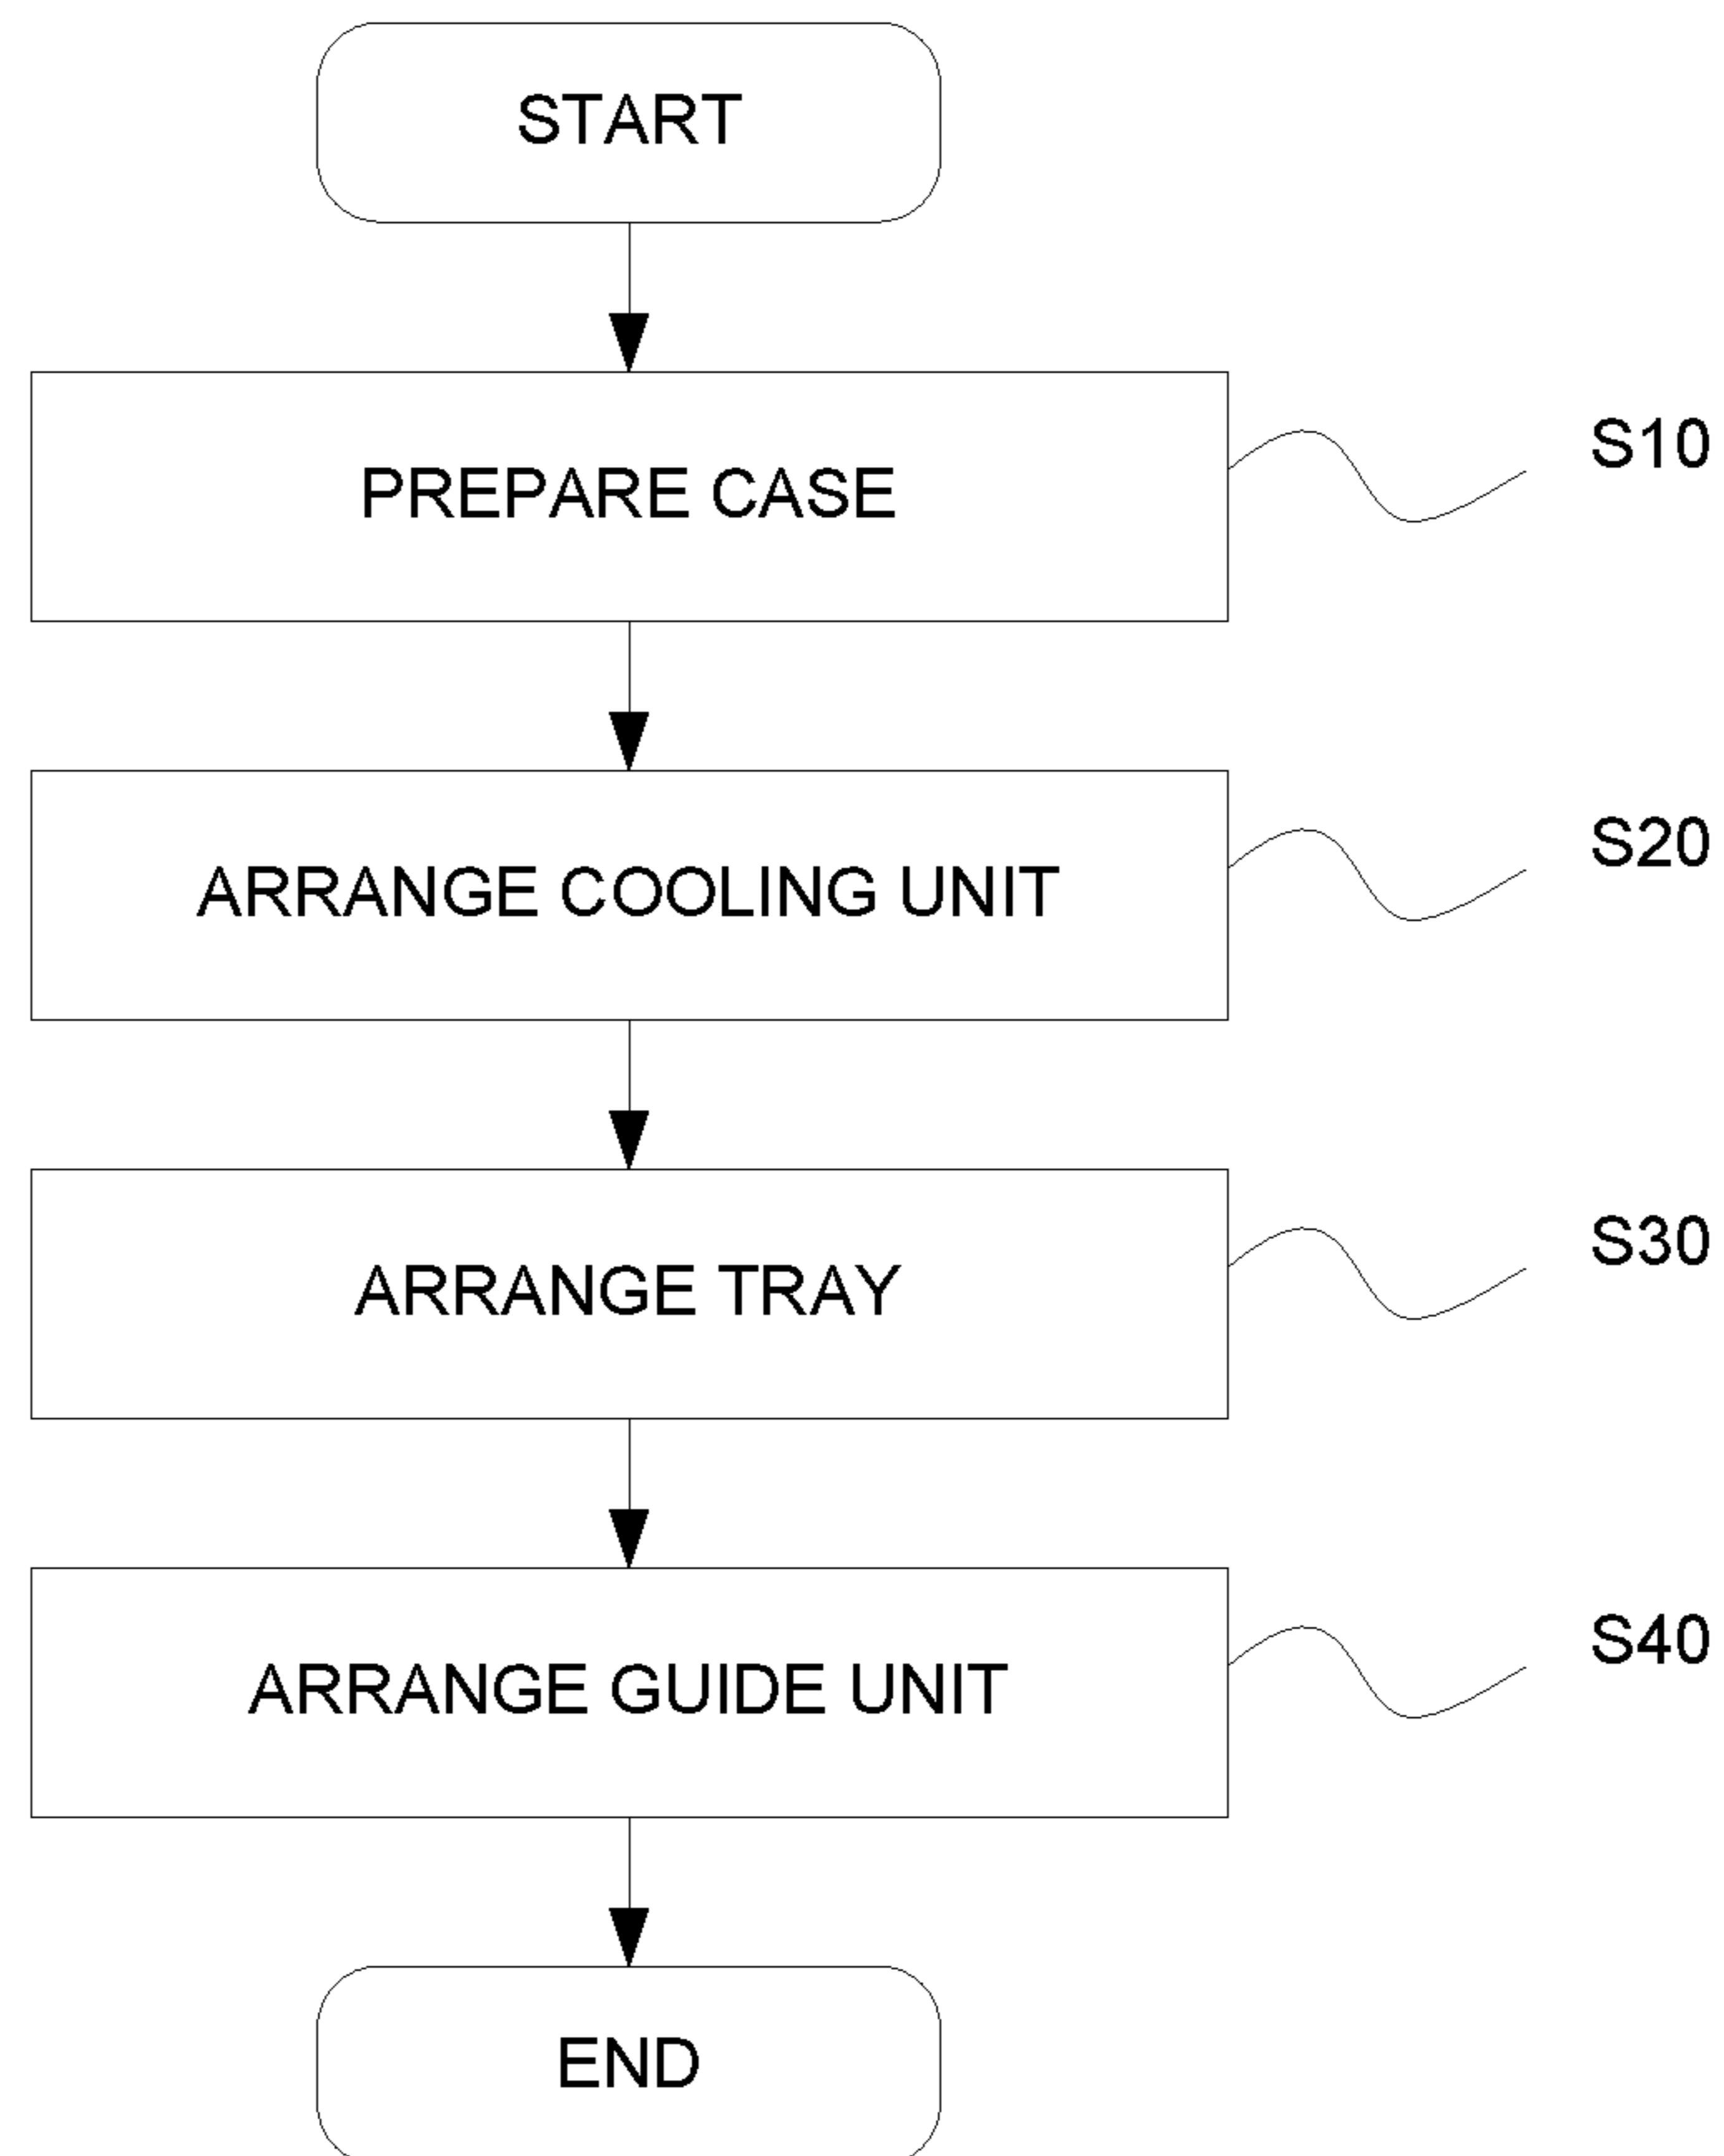 START
PREPARE CASE
S10
ARRANGE COOLING UNIT
S20
ARRANGE TRAY
S30
ARRANGE GUIDE UNIT
S40
END